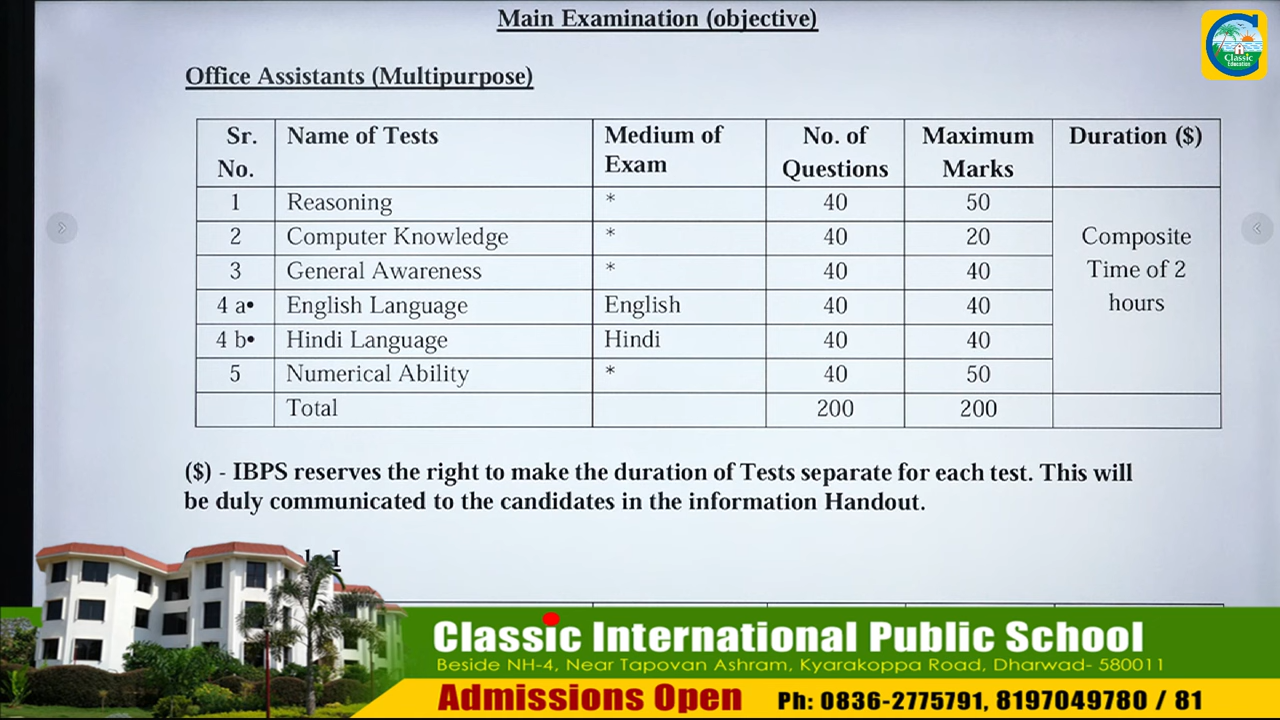 Main Examination (objective)
Classic
Education
Office Assistants (Multipurpose)
Sr. No. Name of Tests Medium of Exam No. of Questions Maximum Marks Duration ($)
1 Reasoning * 40 50 Composite Time of 2 hours
2 Computer Knowledge * 40 20
3 General Awareness * 40 40
4 a• English Language English 40 40
4 b• Hindi Language Hindi 40 40
5 Numerical Ability * 40 50
Total 200 200
($) - IBPS reserves the right to make the duration of Tests separate for each test. This will
be duly communicated to the candidates in the information Handout.
I
Classic International Public School
Beside NH-4, Near Tapovan Ashram, Kyarakoppa Road, Dharwad- 580011
Admissions Open Ph: 0836-2775791, 8197049780 / 81